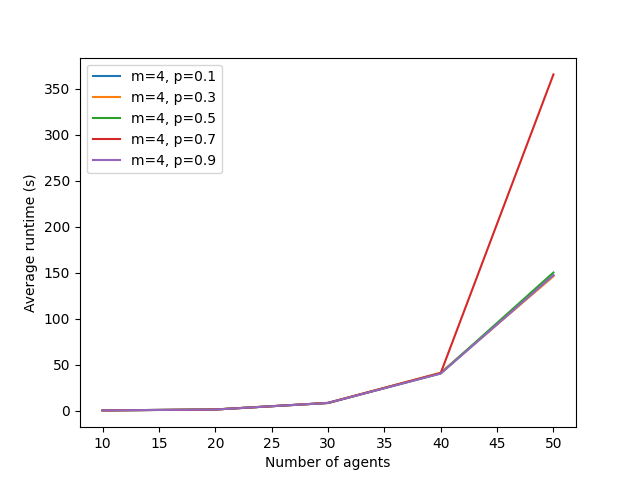 m=4, p=0.1
m=4, p=0.3
m=4, p=0.5
m=4, p=0.7
m=4, p=0.9
350
300
250
200
150
100
50
0
Average runtime (s)
10 15 20 25 30 35 40 45 50
Number of agents